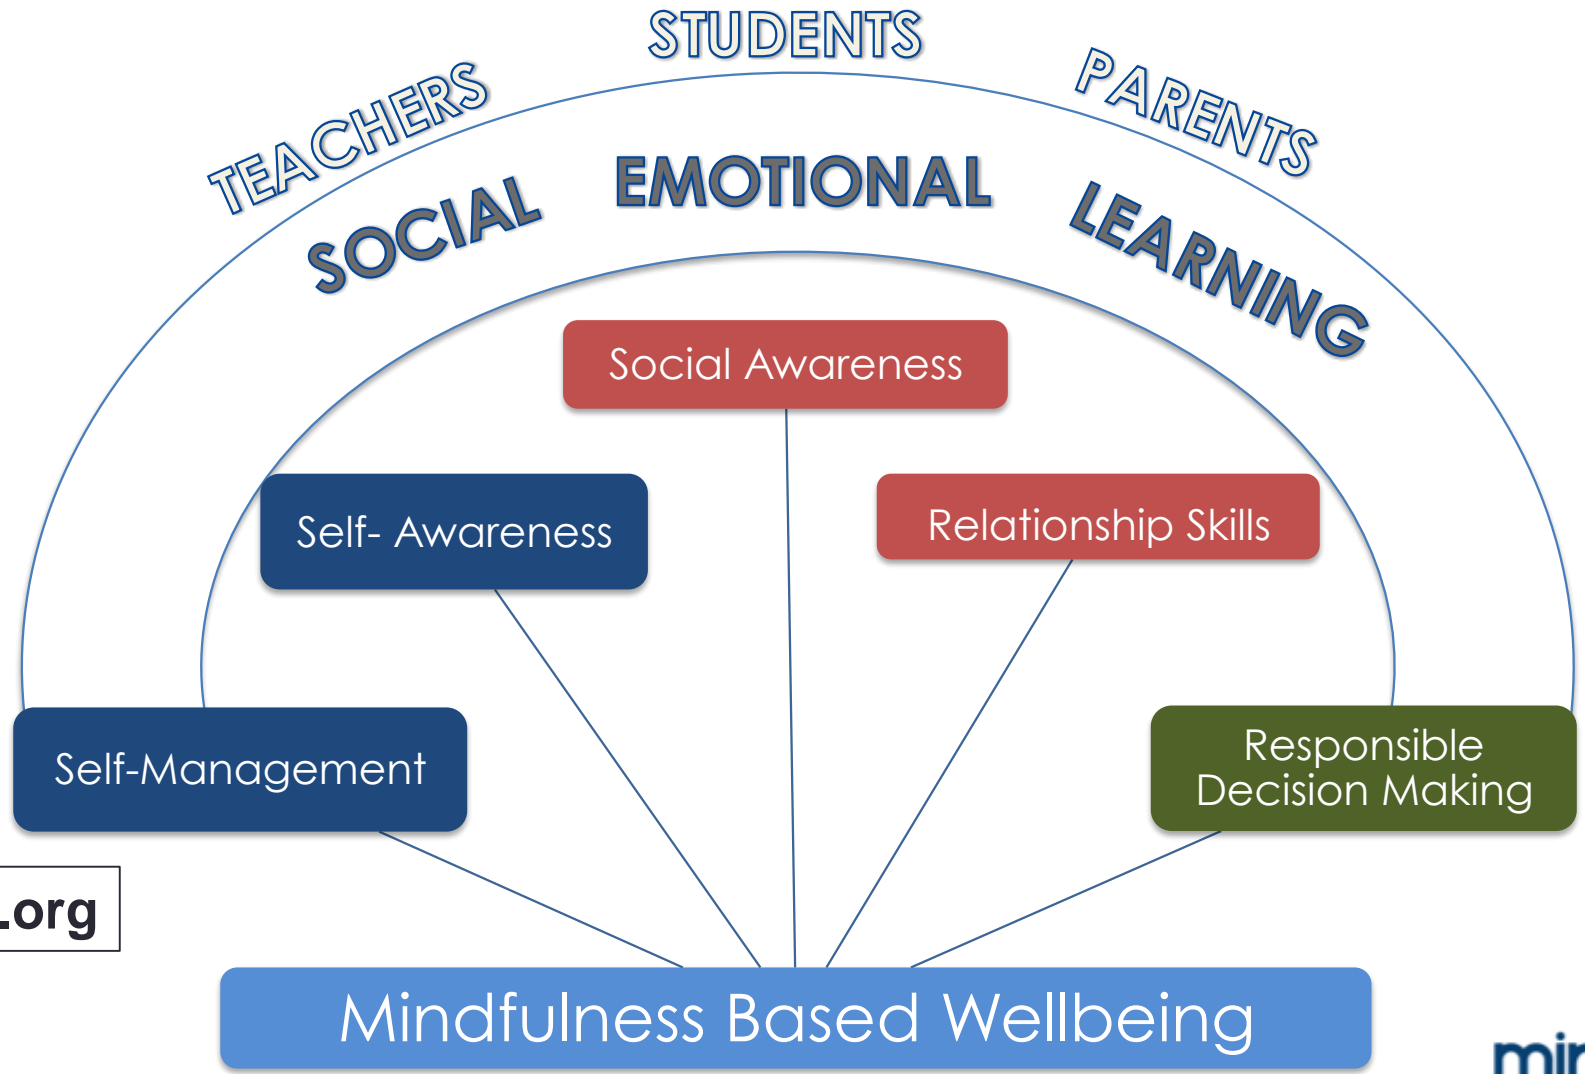 STUDENTS
TEACHERS
PARENTS
SOCIAL EMOTIONAL LEARNING
Social Awareness
Self- Awareness
Relationship Skills
Self-Management
Responsible
Decision Making
.org
Mindfulness Based Wellbeing